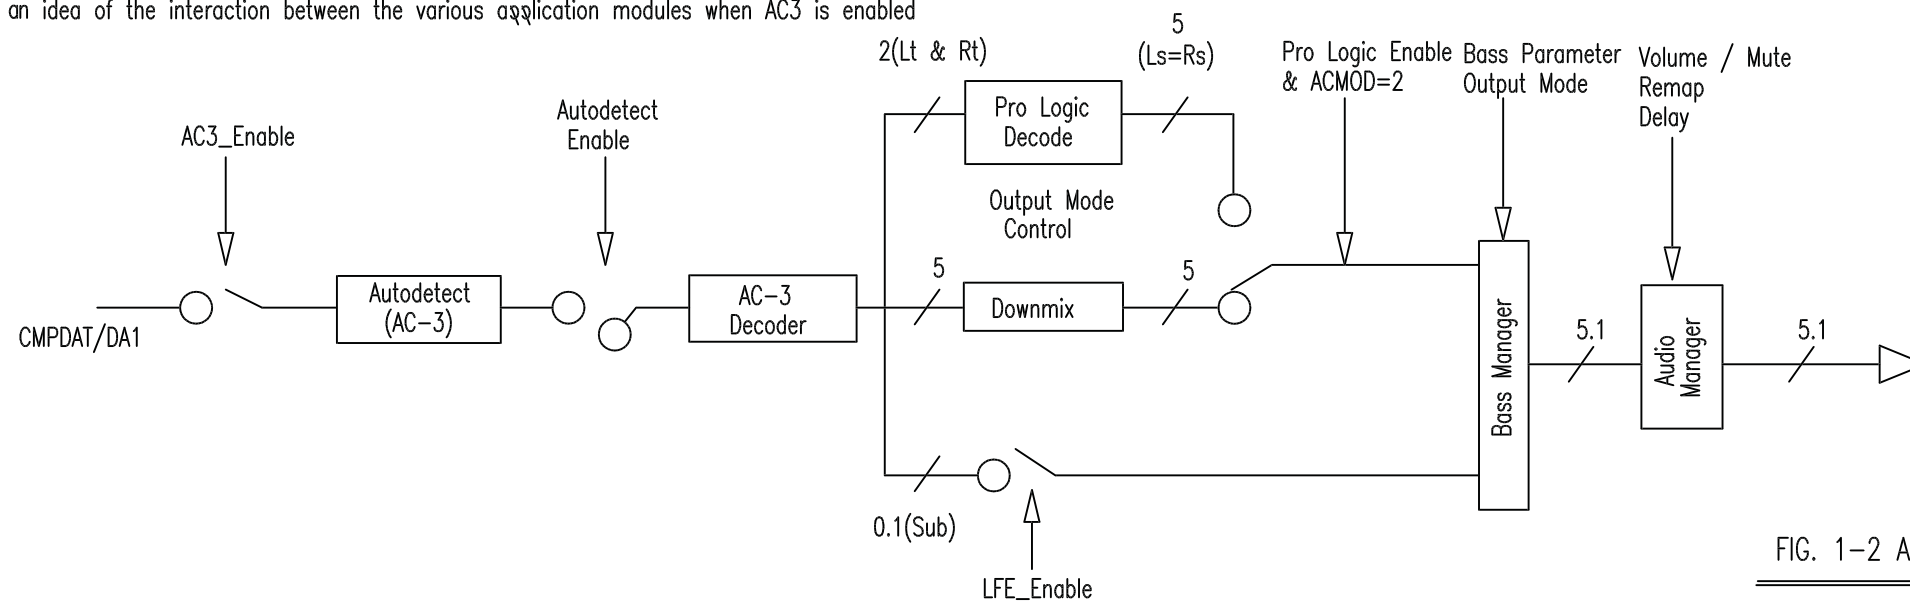 an idea of the interaction between the various application modules when AC3 is enabled
5
2(Lt & Rt)
(Ls=Rs)
Pro Logic Enable
& ACMOD=2
Bass Parameter
Output Mode
Volume / Mute
Remap
Delay
AC3_Enable
Autodetect
Enable
Pro Logic
Decode
Output Mode
Control
5
5
Autodetect
(AC-3)
AC-3
Decoder
Downmix
CMPDAT/DA1
Bass Manager
5.1
Audio
Manager
5.1
0.1(Sub)
LFE_Enable
FIG. 1-2 A